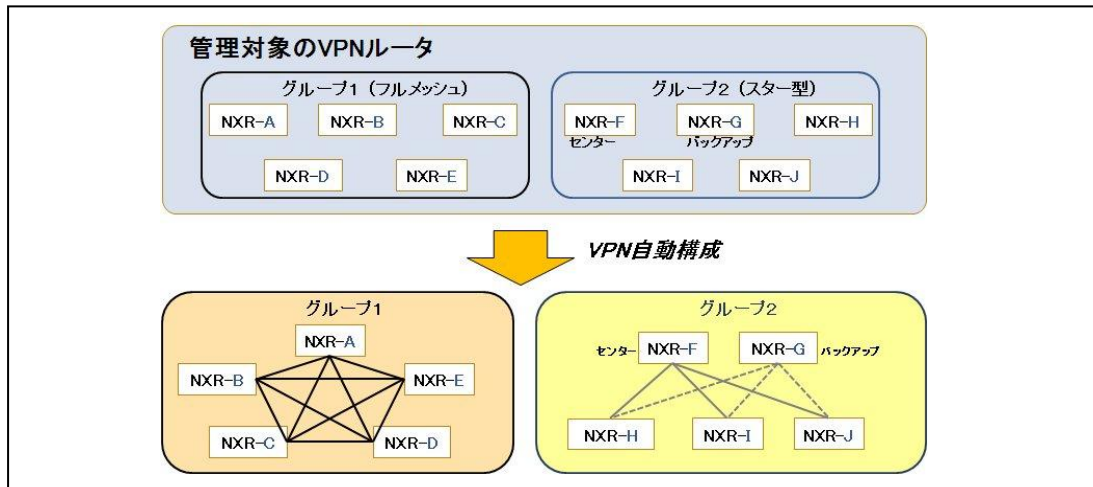 管理対象のVPNルータ
グループ1（フルメッシュ）
NXR-A NXR-B NXR-C
NXR-D NXR-E
グループ2（スター型）
NXR-F NXR-G NXR-H
センター バックアップ
NXR-I NXR-J
VPN自動構成
グループ1
NXR-A
NXR-B NXR-E
NXR-C NXR-D
グループ2
センター NXR-F NXR-G バックアップ
NXR-H NXR-I NXR-J